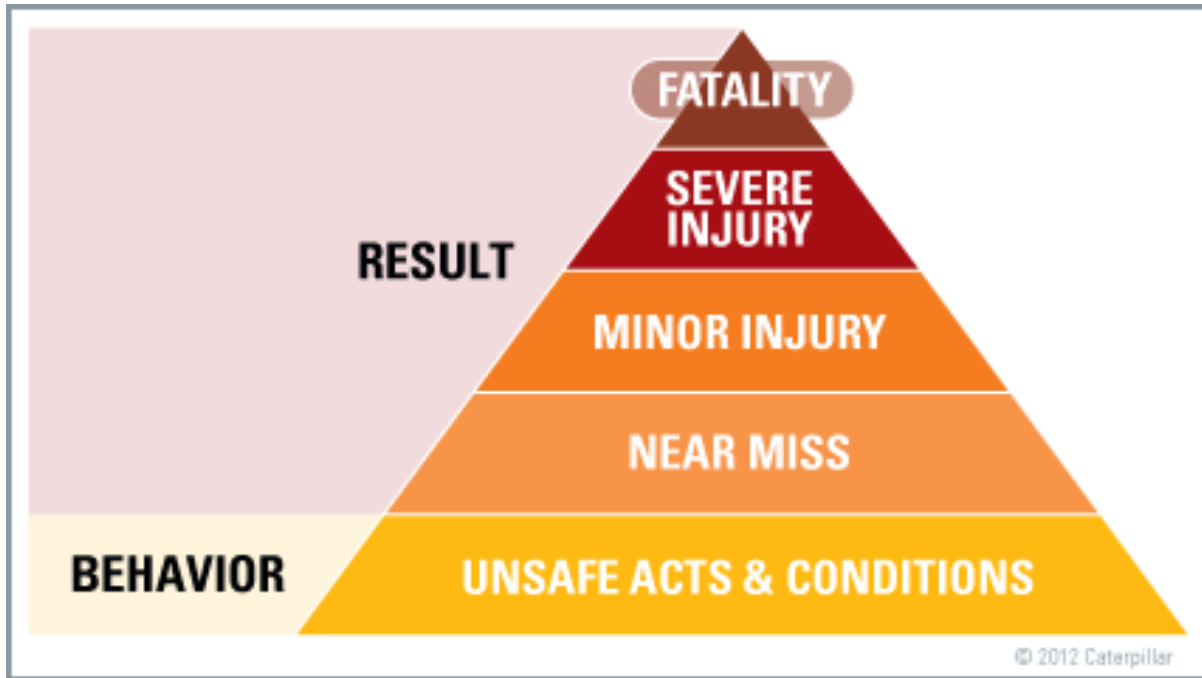 FATALITY
SEVERE
INJURY
RESULT
MINOR INJURY
NEAR MISS
BEHAVIOR
UNSAFE ACTS & CONDITIONS
© 2012 Caterpillar